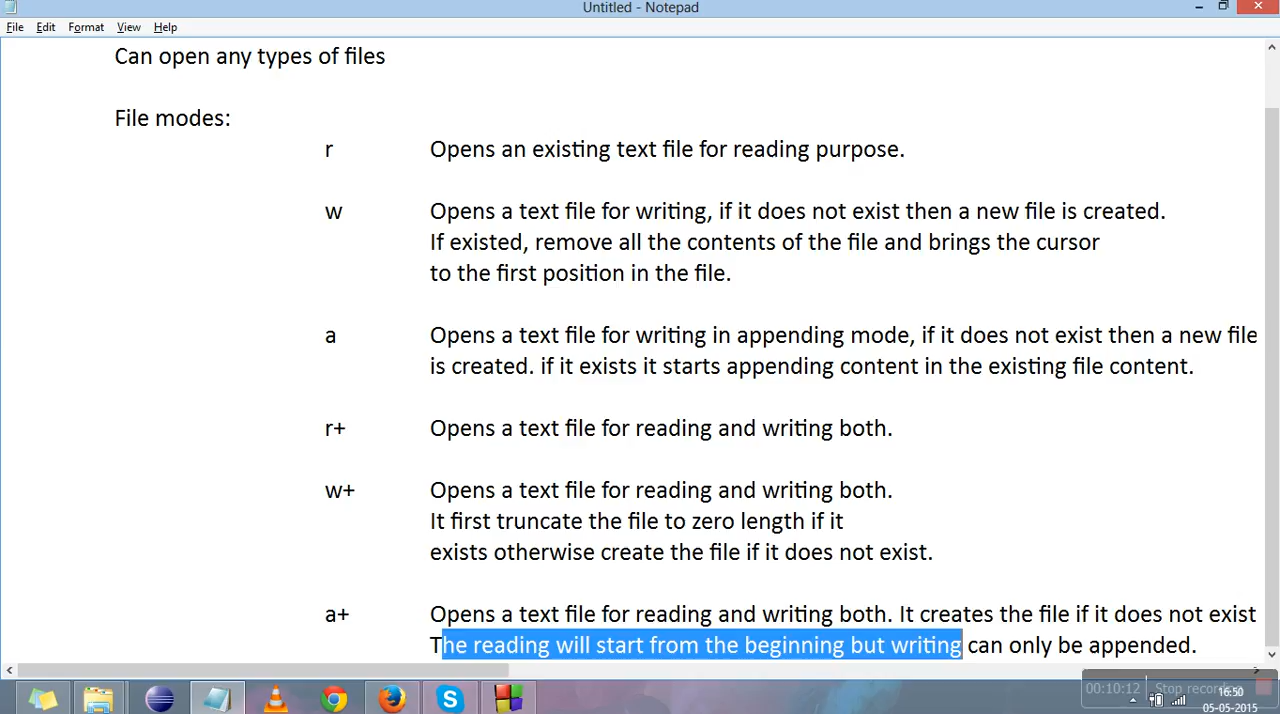 Untitled - Notepad
File Edit Format View Help
Can open any types of files
File modes:
r Opens an existing text file for reading purpose.
w Opens a text file for writing, if it does not exist then a new file is created.
If existed, remove all the contents of the file and brings the cursor
to the first position in the file.
a Opens a text file for writing in appending mode, if it does not exist then a new file
is created. if it exists it starts appending content in the existing file content.
r+ Opens a text file for reading and writing both.
w+ Opens a text file for reading and writing both.
It first truncate the file to zero length if it
exists otherwise create the file if it does not exist.
a+ Opens a text file for reading and writing both. It creates the file if it does not exist
The reading will start from the beginning but writing can only be appended.
00:10:12 Stop
16:50
05-05-2015